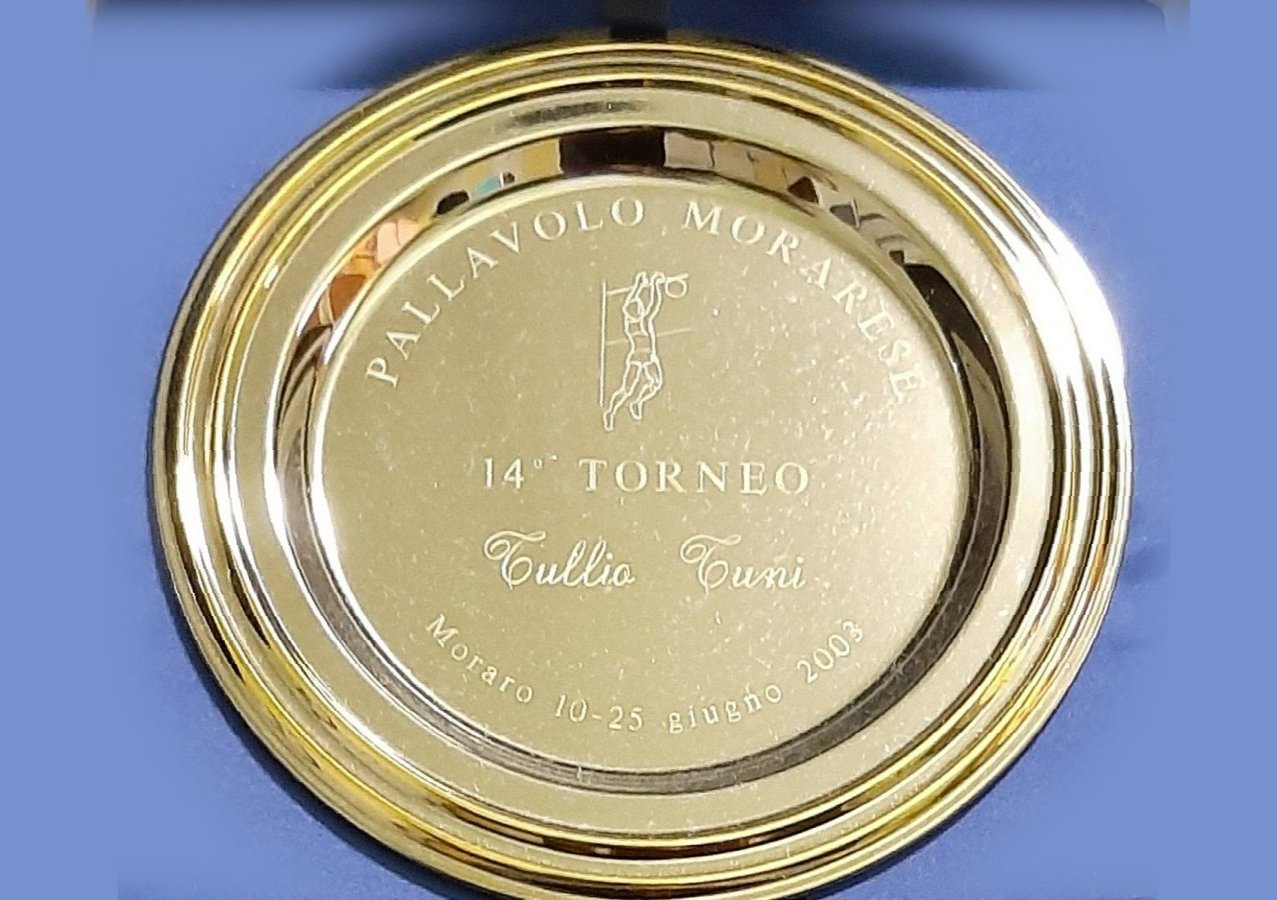 PALLAVOLO MORARESE
14° TORNEO
Tullio Tuni
Moraro 10-25 giugno 2003